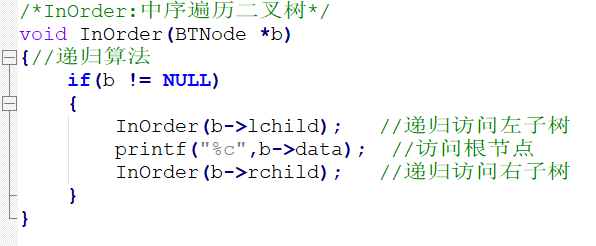 /*InOrder:中序遍历二叉树*/
void InOrder(BTNode *b)
{//递归算法
if(b != NULL)
{
InOrder(b->lchild); //递归访问左子树
printf("%c",b->data); //访问根节点
InOrder(b->rchild); //递归访问右子树
}
}